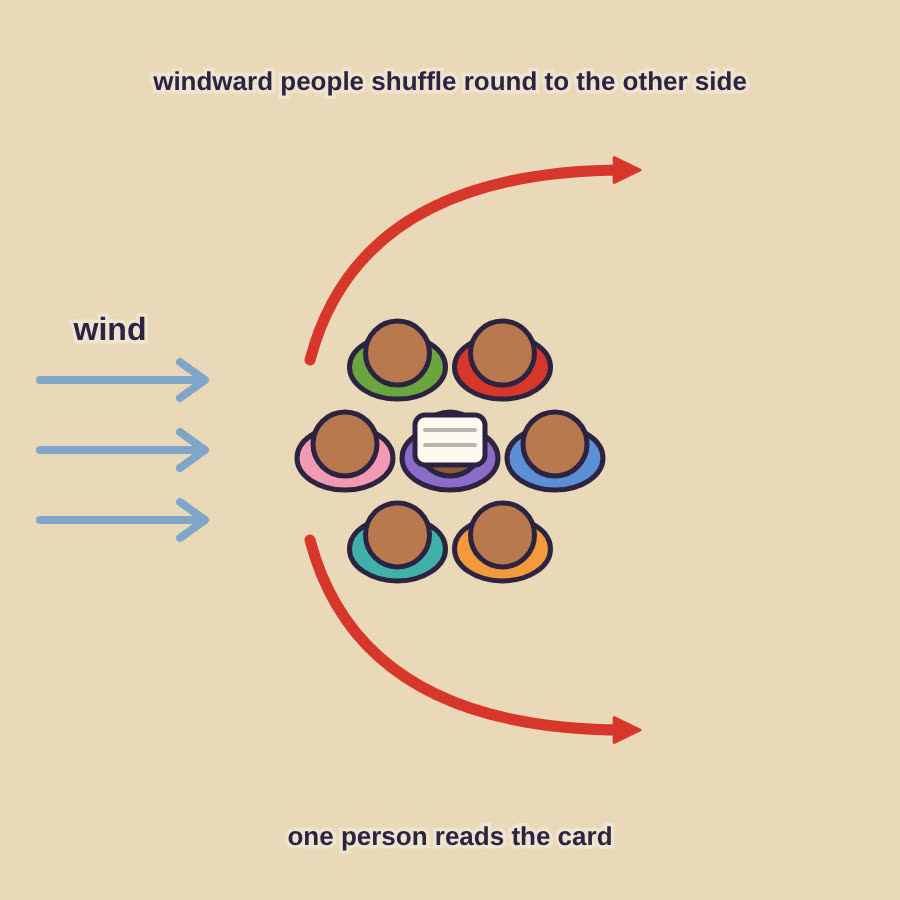 windward people shuffle round to the other side
wind
one person reads the card